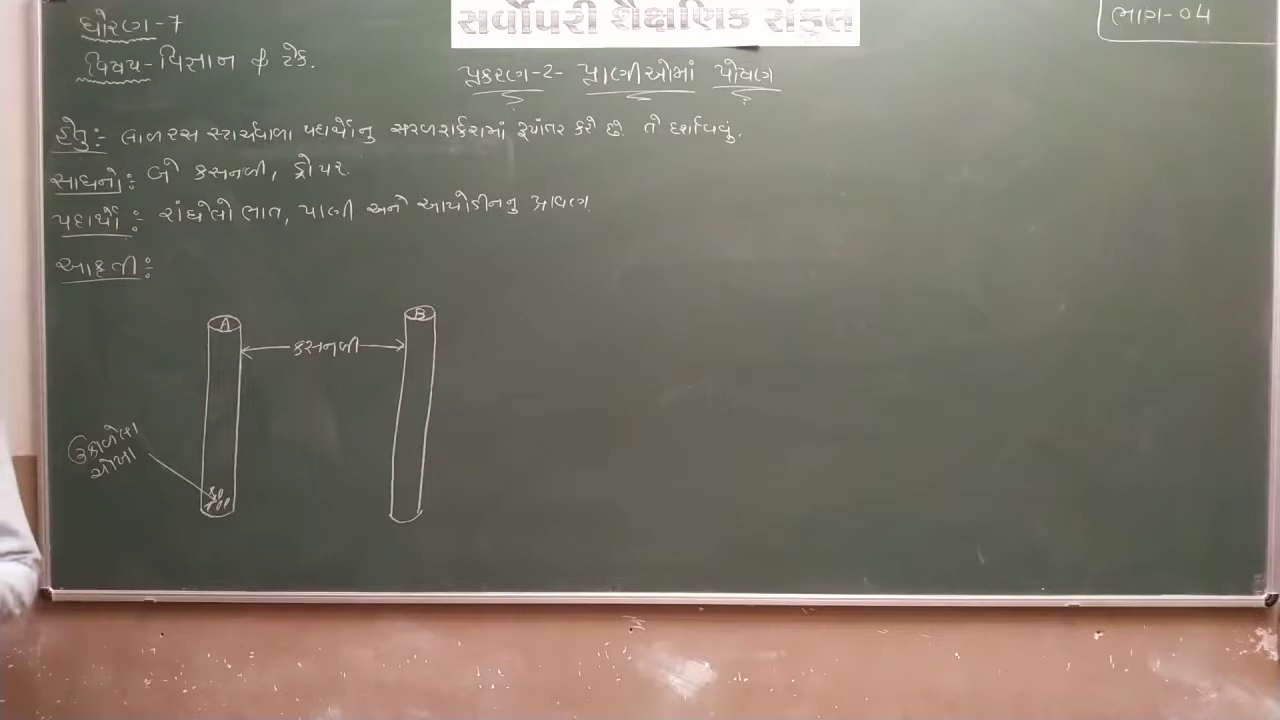 ધોરણ-7
સર્વોપરી શૈક્ષણિક સંકુલ
ભાગ-04
વિષય-વિજ્ઞાન & ટેક.
પ્રકરણ-2- પ્રાણીઓમાં પોષણ
હેતુ:- લાળરસ સ્ટાર્ચવાળા પદાર્થોનુ સરળશર્કરામાં રૂપાંતર કરે છે. તે દર્શાવવું.
સાધનો:- બે કસનળી, ડ્રોપર.
પદાર્થો:- રાંધેલો ભાત, પાણી અને આયોડીનનુ દ્રાવણ.
આકૃતી:-
A
B
કસનળી
ઉકાળેલા
ચોખા